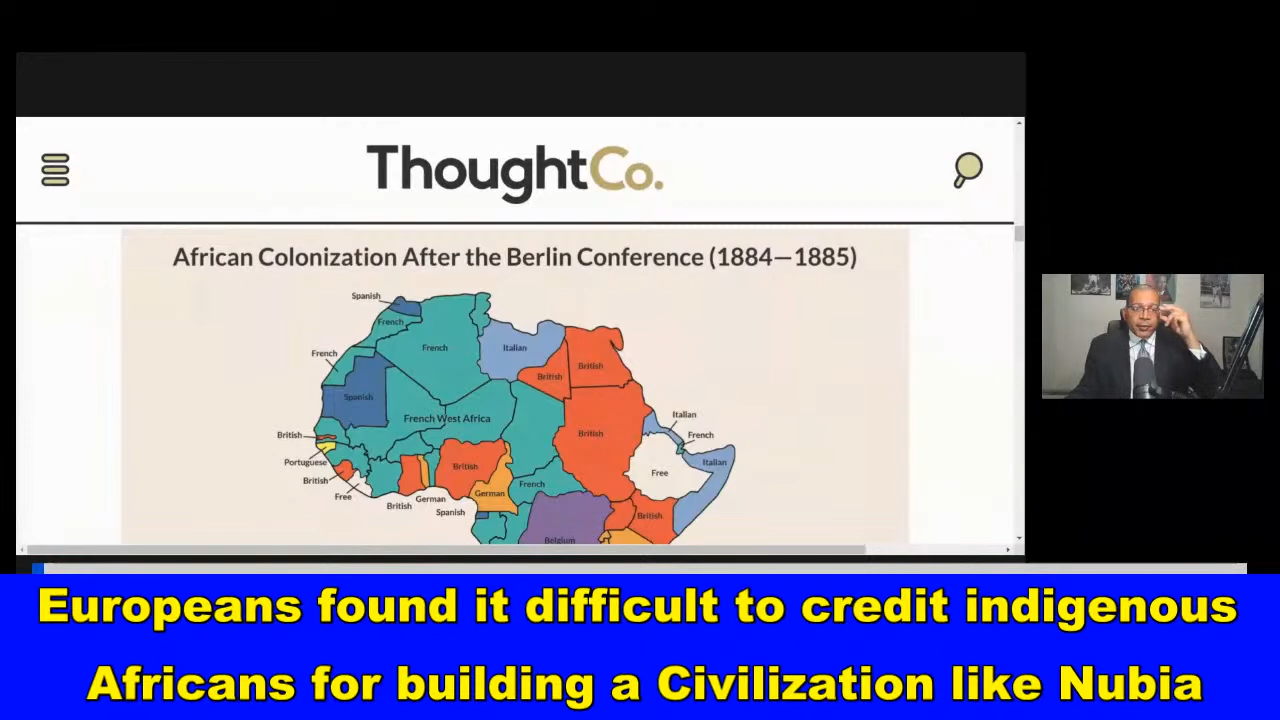 ThoughtCo.
African Colonization After the Berlin Conference (1884—1885)
Spanish
French
French
Italian
British
British
French
Spanish
French West Africa
British
Italian
French
Italian
British
Portuguese
British
Free
British
German
Spanish
British
German
French
Free
British
Belgium
Europeans found it difficult to credit indigenous
Africans for building a Civilization like Nubia